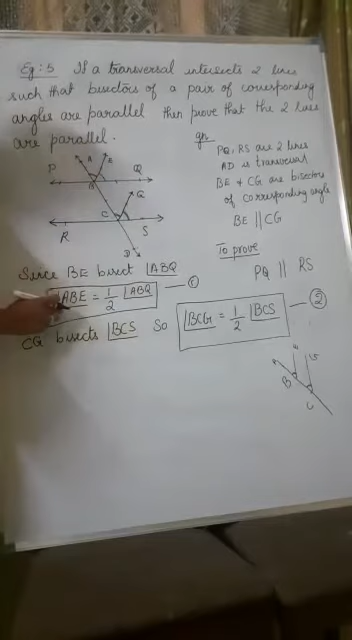 Eg: 5 If a transversal intersects 2 lines
such that bisectors of a pair of corresponding
angles are parallel then prove that the 2 lines
are parallel.
gn
PQ, RS are 2 lines
AD is transversal
BE & CG are bisectors
of corresponding angle
BE || CG
To prove
PQ || RS
P A E Q
B
C G
R S
D
Since BE bisect ∠ABQ
∠ABE = 1/2 ∠ABQ — ①
CG bisects ∠BCS So ∠BCG = 1/2 ∠BCS — ②
B
C